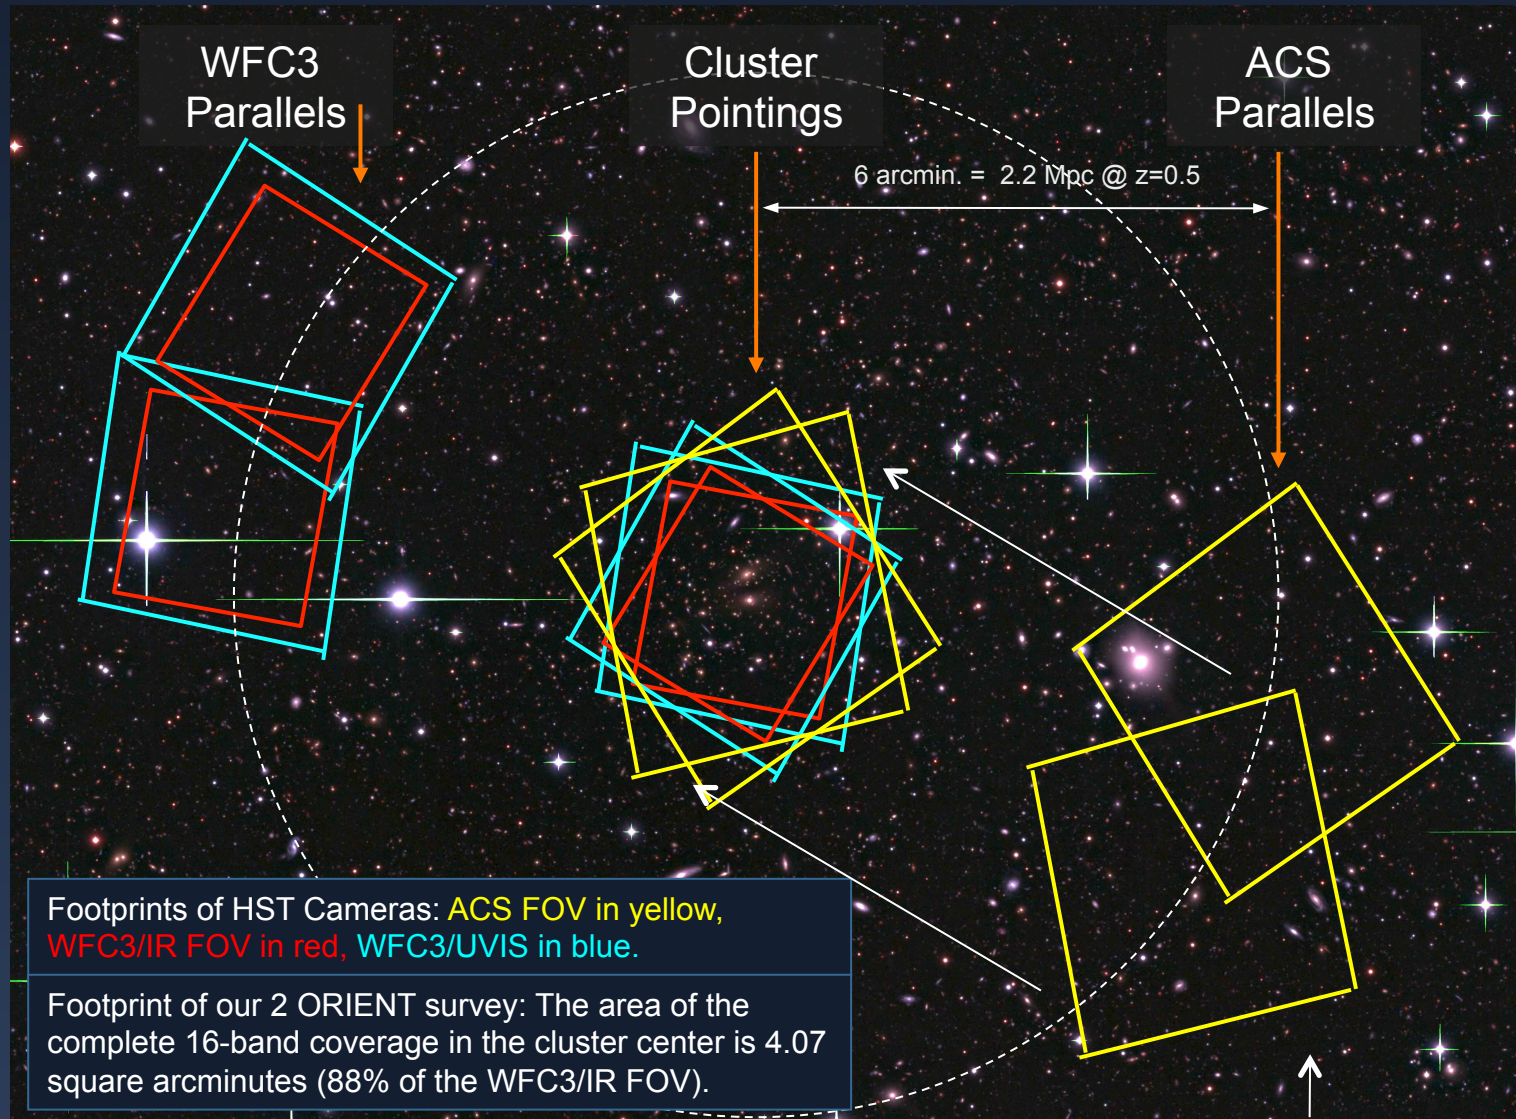 WFC3
Parallels
Cluster
Pointings
ACS
Parallels
6 arcmin. = 2.2 Mpc @ z=0.5
Footprints of HST Cameras: ACS FOV in yellow,
WFC3/IR FOV in red, WFC3/UVIS in blue.
Footprint of our 2 ORIENT survey: The area of the
complete 16-band coverage in the cluster center is 4.07
square arcminutes (88% of the WFC3/IR FOV).